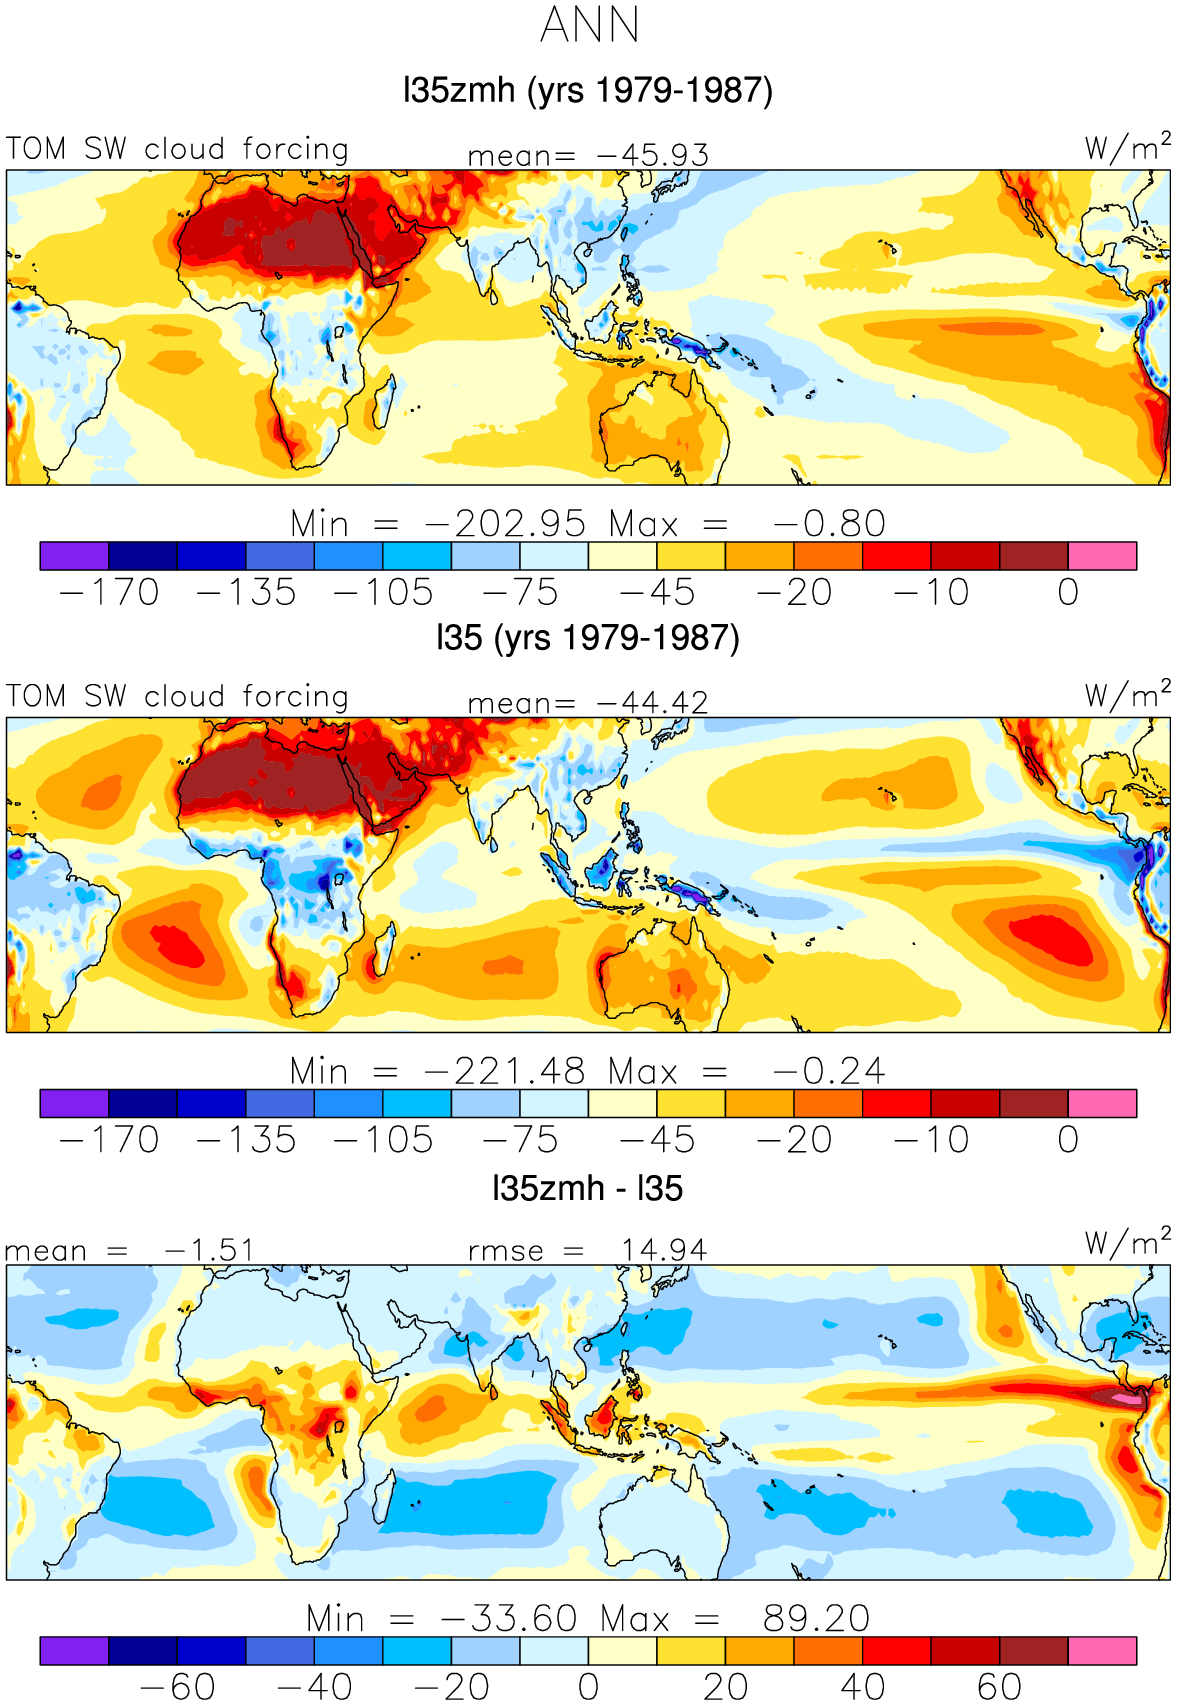 ANN
l35zmh (yrs 1979-1987)
TOM SW cloud forcing mean= −45.93 W/m²
Min = −202.95 Max = −0.80
−170 −135 −105 −75 −45 −20 −10 0
l35 (yrs 1979-1987)
TOM SW cloud forcing mean= −44.42 W/m²
Min = −221.48 Max = −0.24
−170 −135 −105 −75 −45 −20 −10 0
l35zmh - l35
mean = −1.51 rmse = 14.94 W/m²
Min = −33.60 Max = 89.20
−60 −40 −20 0 20 40 60